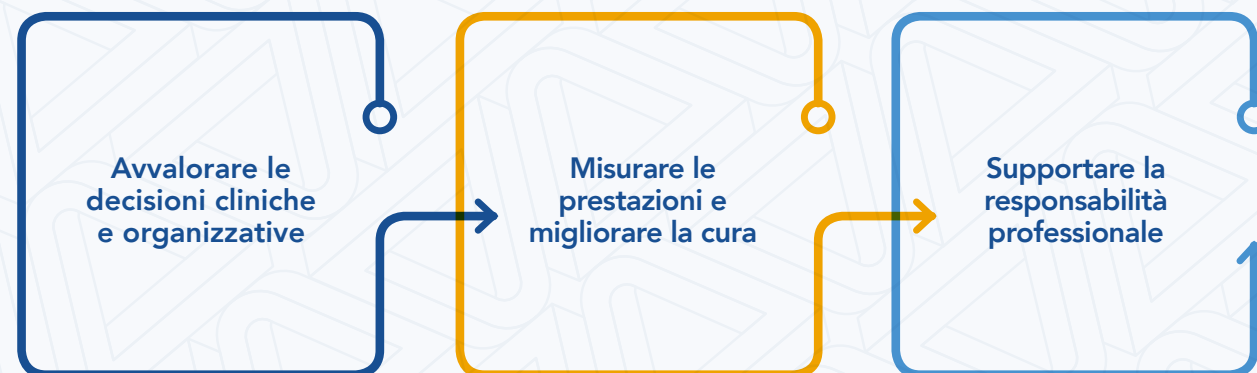 Avvalorare le
decisioni cliniche
e organizzative
Misurare le
prestazioni e
migliorare la cura
Supportare la
responsabilità
professionale